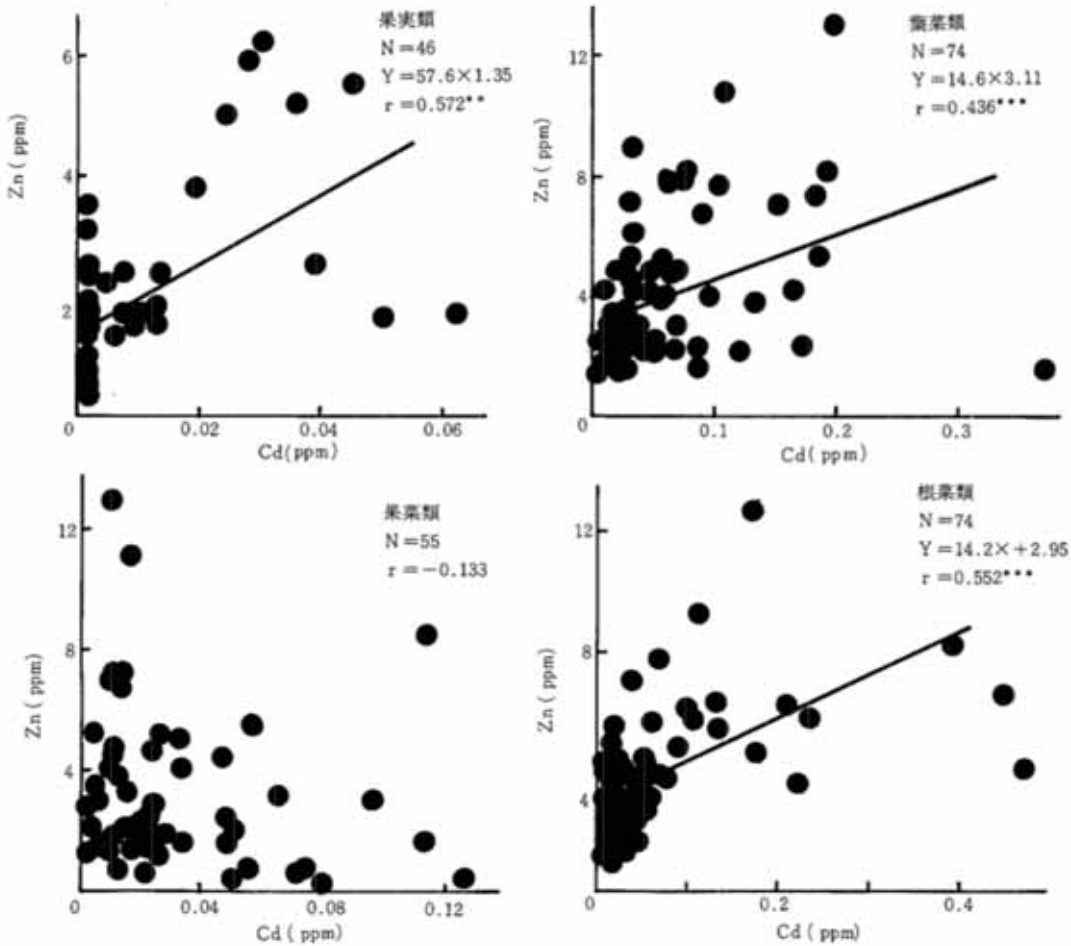 果実類
N=46
Y=57.6×1.35
r=0.572**
Zn(ppm)
6
4
2
0
0.02
0.04
0.06
Cd(ppm)
葉菜類
N=74
Y=14.6×3.11
r=0.436***
Zn(ppm)
12
8
4
0
0.1
0.2
0.3
Cd(ppm)
果菜類
N=55
r=-0.133
Zn(ppm)
12
8
4
0
0.04
0.08
0.12
Cd(ppm)
根菜類
N=74
Y=14.2×+2.95
r=0.552***
Zn(ppm)
12
8
4
0
0.2
0.4
Cd(ppm)